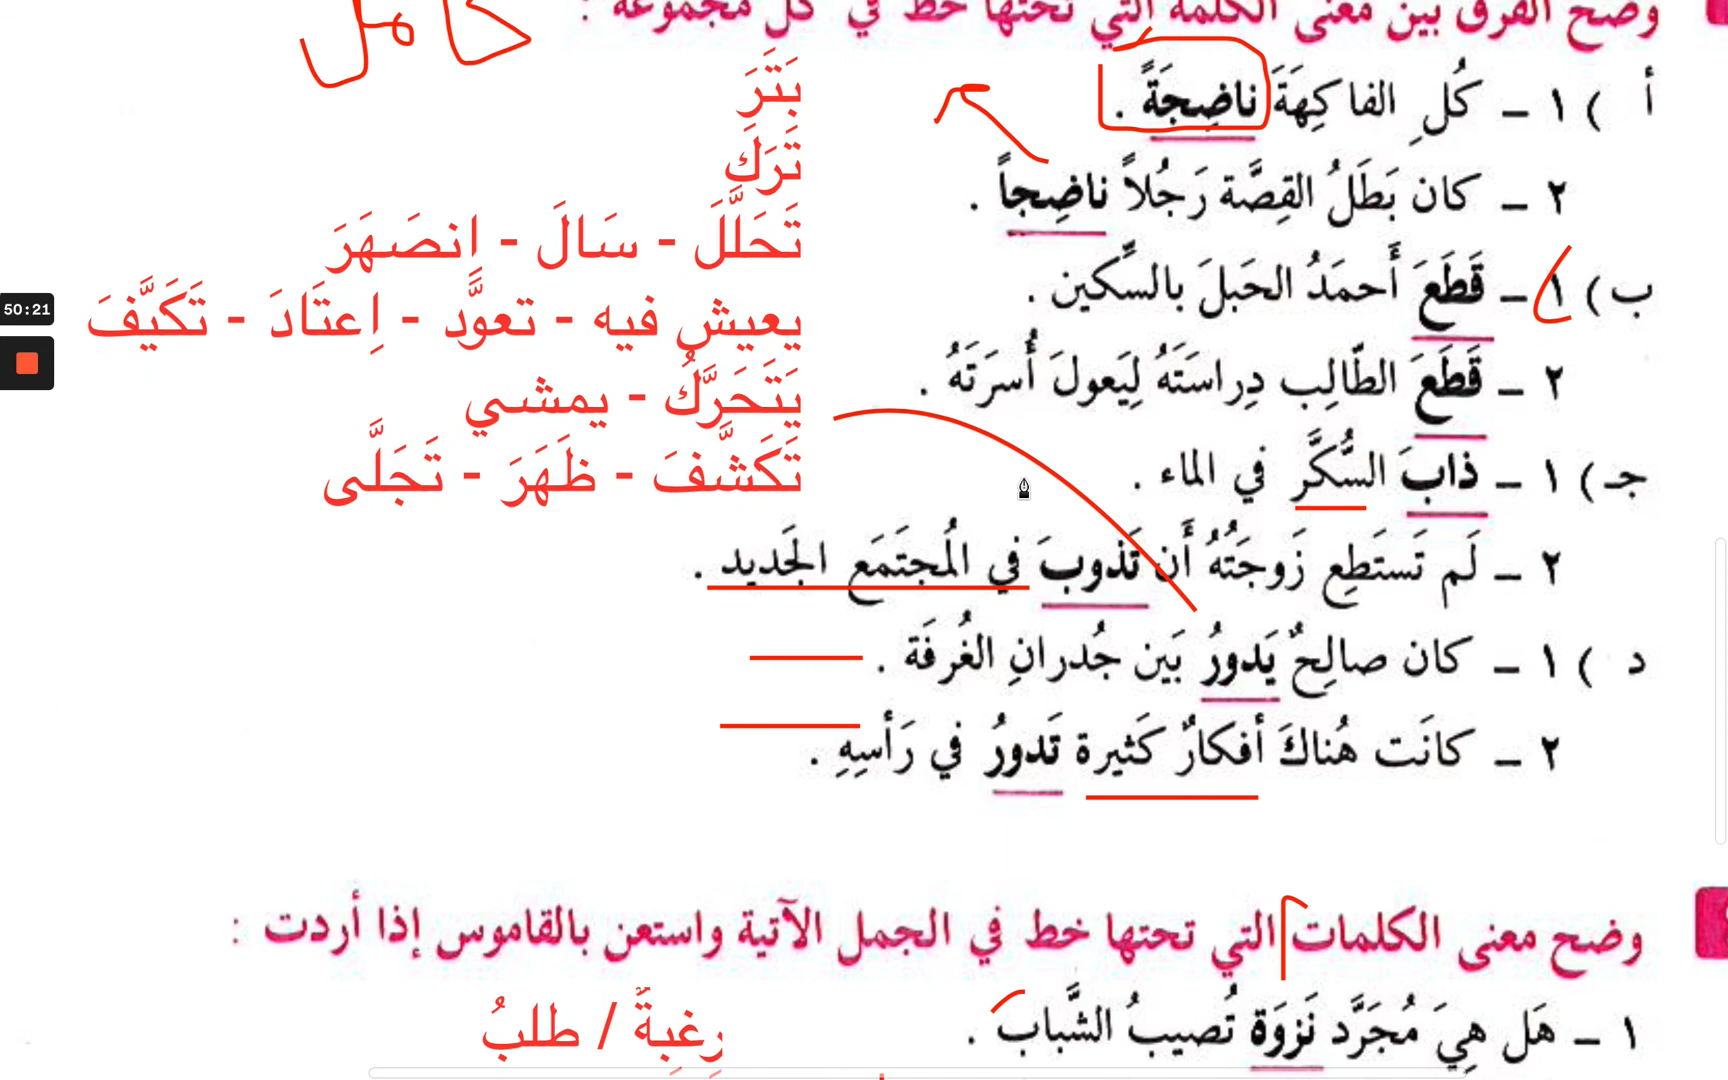 وضح الفرق بين معنى الكلمة التي تحتها خط في كل مجموعة :
كامل
أ ) ١ – كُلِ الفاكِهَةَ ناضِجَةً .
بَتَرَ
٢ – كان بَطَلُ القِصَّة رَجُلاً ناضِجاً .
تَرَكَ
تَحَلَّلَ - سَالَ - اِنصَهَرَ
ب ) ١ – قَطَعَ أَحمَدُ الحَبلَ بالسِّكين .
يعيش فيه - تعوَّد - اِعتَادَ - تَكَيَّفَ
50:21
٢ – قَطَعَ الطّالِب دِراسَتَهُ لِيَعولَ أُسرَتَهُ .
يَتَحَرَّكُ - يمشي
جـ ) ١ – ذابَ السُّكَّر في الماء .
تَكَشَّفَ - ظَهَرَ - تَجَلَّى
٢ – لَم تَستَطِع زَوجَتُهُ أَن تَذوبَ في المُجتَمَع الجَديد .
د ) ١ – كان صالِحٌ يَدورُ بَين جُدرانِ الغُرفَة .
٢ – كانَت هُناكَ أفكارٌ كَثيرة تَدورُ في رَأسِهِ .
وضح معنى الكلمات التي تحتها خط في الجمل الآتية واستعن بالقاموس إذا أردت :
١ – هَل هِيَ مُجَرَّد نَزوَة تُصيبُ الشَّباب .
رغبةٌ / طلبُ